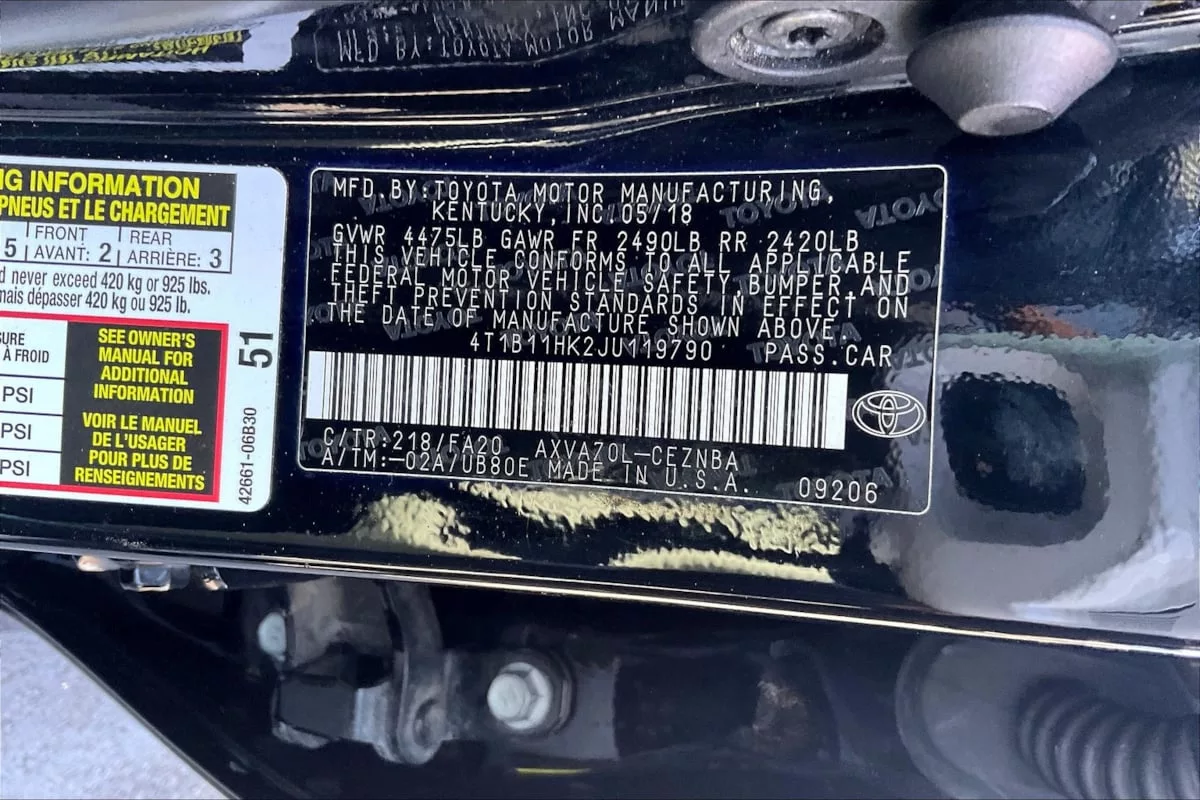 NG INFORMATION
PNEUS ET LE CHARGEMENT
5 FRONT AVANT: 2 REAR ARRIÈRE: 3
never exceed 420 kg or 925 lbs.
mais dépasser 420 kg ou 925 lb.
À FROID
PSI
PSI
PSI
SEE OWNER'S
MANUAL FOR
ADDITIONAL
INFORMATION
VOIR LE MANUEL
DE L'USAGER
POUR PLUS DE
RENSEIGNEMENTS
51
42661-06B30
MFD.BY:TOYOTA MOTOR MANUFACTURING,
KENTUCKY,INC.05/18
GVWR 4475LB GAWR FR 2490LB RR 2420LB
THIS VEHICLE CONFORMS TO ALL APPLICABLE
FEDERAL MOTOR VEHICLE SAFETY,BUMPER,AND
THEFT PREVENTION STANDARDS IN EFFECT ON
THE DATE OF MANUFACTURE SHOWN ABOVE.
4T1B11HK2JU119790 PASS.CAR
C/TR:218/FA20 AXVA70L-CEZNBA
A/TM:-02A/UB80E MADE IN U.S.A. 09206